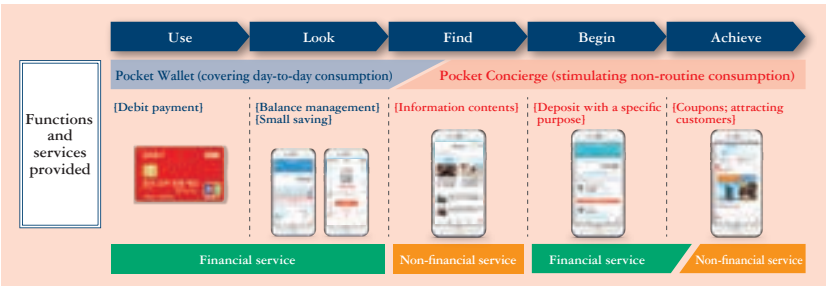 Use
Look
Find
Begin
Achieve
Pocket Wallet (covering day-to-day consumption)
Pocket Concierge (stimulating non-routine consumption)
Functions
and
services
provided
{Debit payment}
{Balance management}
{Small saving}
{Information contents}
{Deposit with a specific
purpose}
{Coupons; attracting
customers}
Financial service
Non-financial service
Financial service
Non-financial service